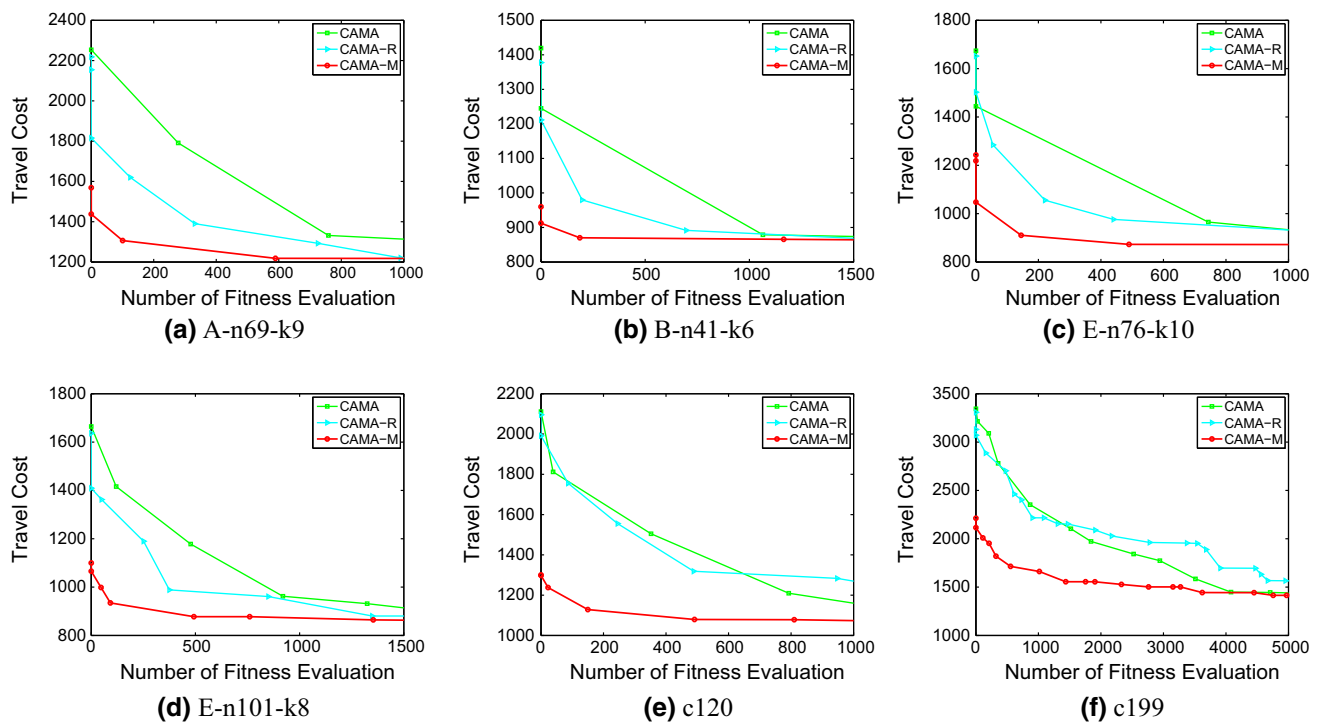 2400
2200
2000
1800
1600
1400
1200
0 200 400 600 800 1000
Travel Cost
Number of Fitness Evaluation
CAMA
CAMA-R
CAMA-M
(a) A-n69-k9
1500
1400
1300
1200
1100
1000
900
800
0 500 1000 1500
Travel Cost
Number of Fitness Evaluation
CAMA
CAMA-R
CAMA-M
(b) B-n41-k6
1800
1600
1400
1200
1000
800
0 200 400 600 800 1000
Travel Cost
Number of Fitness Evaluation
CAMA
CAMA-R
CAMA-M
(c) E-n76-k10
1800
1600
1400
1200
1000
800
0 500 1000 1500
Travel Cost
Number of Fitness Evaluation
CAMA
CAMA-R
CAMA-M
(d) E-n101-k8
2200
2000
1800
1600
1400
1200
1000
0 200 400 600 800 1000
Travel Cost
Number of Fitness Evaluation
CAMA
CAMA-R
CAMA-M
(e) c120
3500
3000
2500
2000
1500
1000
0 1000 2000 3000 4000 5000
Travel Cost
Number of Fitness Evaluation
CAMA
CAMA-R
CAMA-M
(f) c199